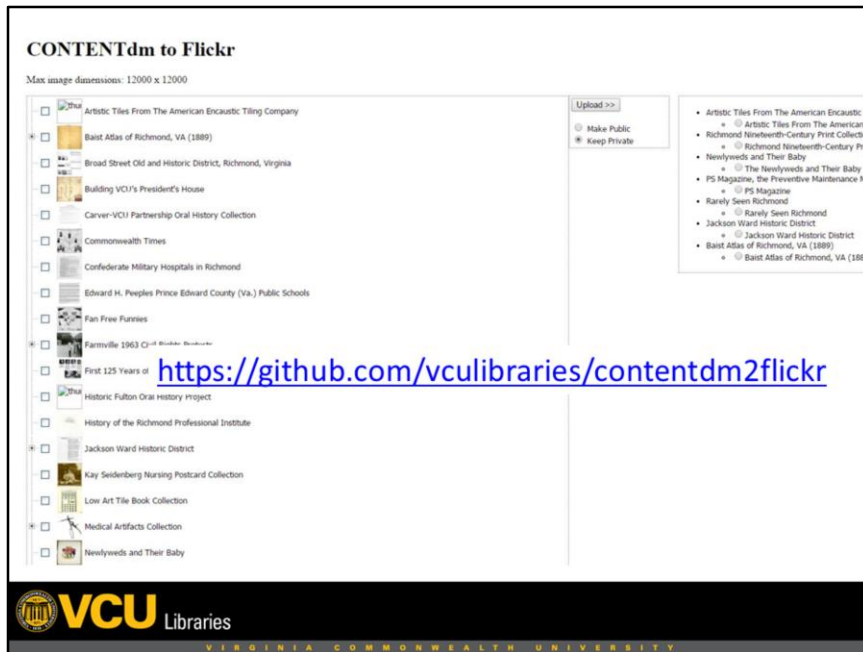 CONTENTdm to Flickr
Max image dimensions: 12000 x 12000
Artistic Tiles From The American Encaustic Tiling Company
Baist Atlas of Richmond, VA (1889)
Broad Street Old and Historic District, Richmond, Virginia
Building VCU's President's House
Carver-VCU Partnership Oral History Collection
Commonwealth Times
Confederate Military Hospitals in Richmond
Edward H. Peeples Prince Edward County (Va.) Public Schools
Fan Free Funnies
Farmville 1963 Civil Rights Protests
First 125 Years of
Historic Fulton Oral History Project
History of the Richmond Professional Institute
Jackson Ward Historic District
Kay Seidenberg Nursing Postcard Collection
Low Art Tile Book Collection
Medical Artifacts Collection
Newlyweds and Their Baby
Upload >>
Make Public
Keep Private
Artistic Tiles From The American Encaustic
Artistic Tiles From The American
Richmond Nineteenth-Century Print Collecti
Richmond Nineteenth-Century Pr
Newlyweds and Their Baby
The Newlyweds and Their Baby
PS Magazine, the Preventive Maintenance M
PS Magazine
Rarely Seen Richmond
Rarely Seen Richmond
Jackson Ward Historic District
Jackson Ward Historic District
Baist Atlas of Richmond, VA (1889)
Baist Atlas of Richmond, VA (188
https://github.com/vculibraries/contentdm2flickr
VCU Libraries
VIRGINIA COMMONWEALTH UNIVERSITY